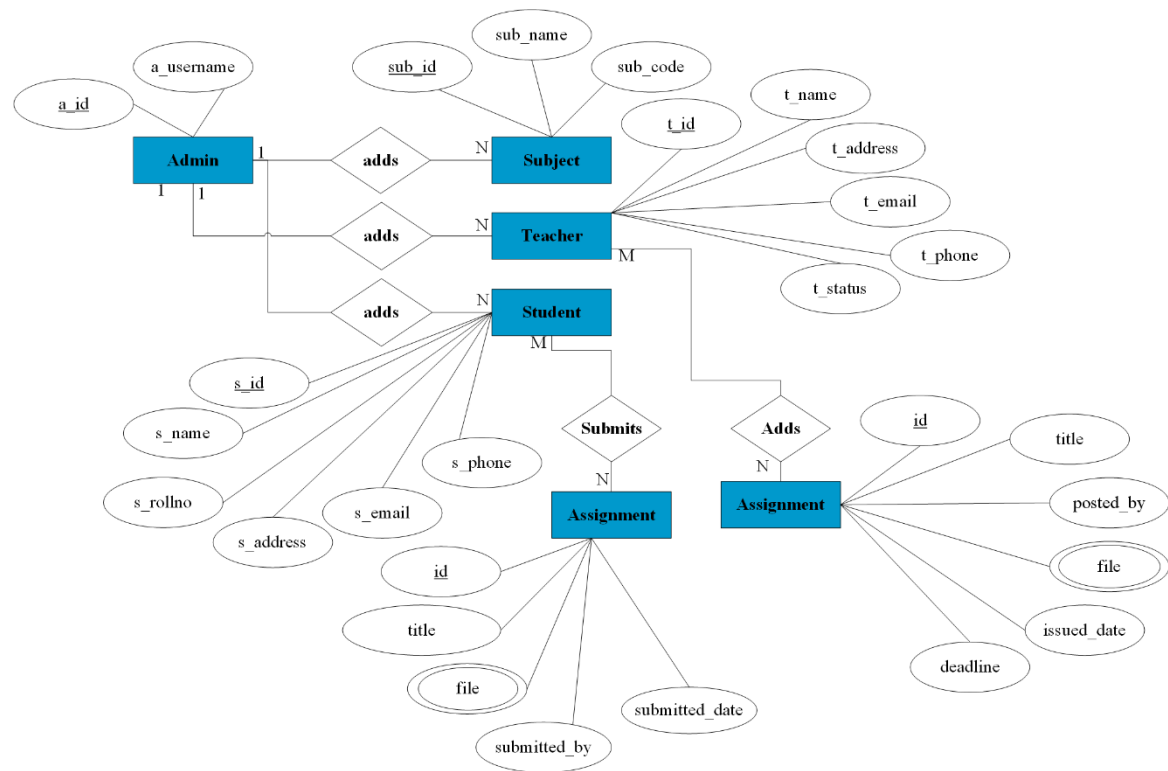 sub_name
a_username
sub_id
sub_code
a_id
t_name
t_id
Admin
1
adds
N
Subject
t_address
1
1
t_email
adds
N
Teacher
M
t_phone
t_status
adds
N
Student
M
s_id
id
s_name
Submits
Adds
title
s_phone
s_rollno
N
N
posted_by
s_email
Assignment
Assignment
s_address
file
id
issued_date
title
deadline
file
submitted_date
submitted_by